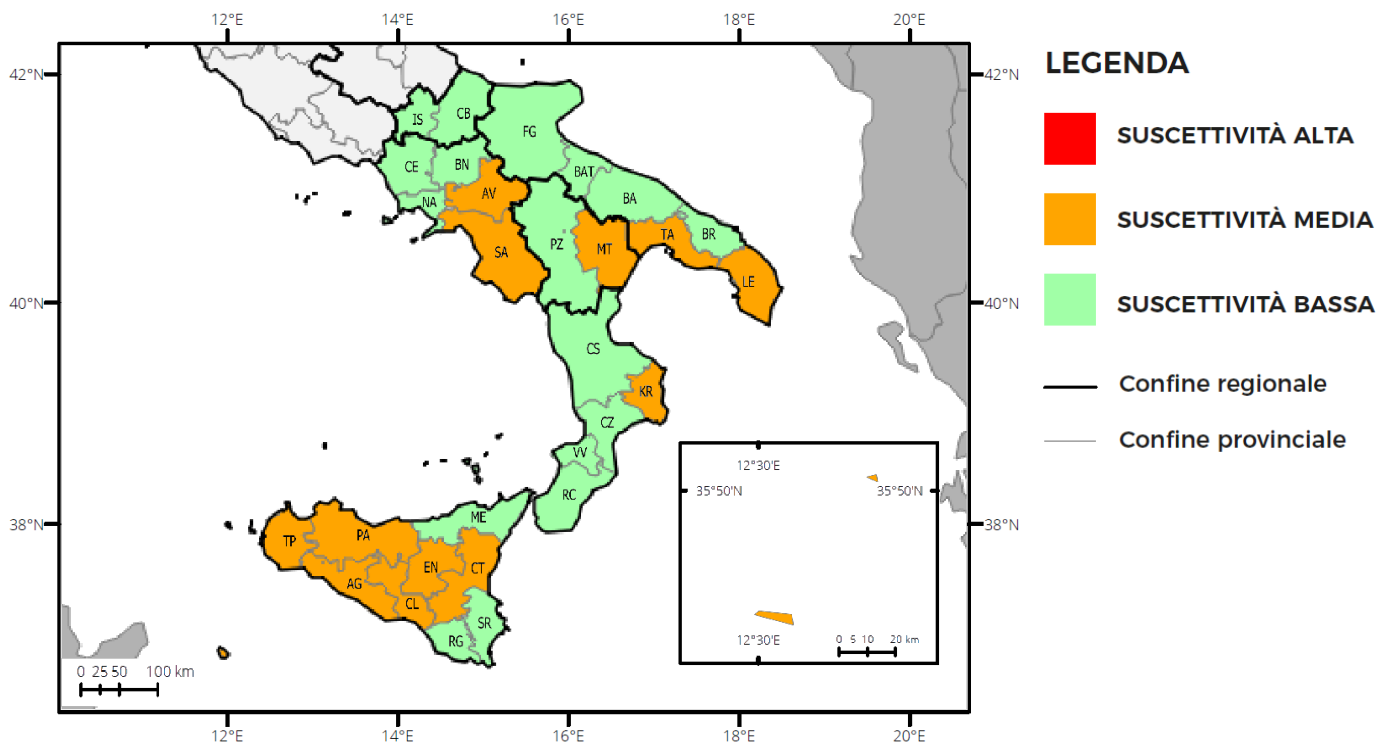 12°E 14°E 16°E 18°E 20°E
42°N 42°N
40°N 40°N
38°N 38°N
IS CB FG
CE BN BAT
NA AV BA
SA PZ MT TA BR
LE
CS
KR
CZ
VV
RC
ME
TP PA
EN CT
AG
CL
SR
RG
12°30'E
35°50'N 35°50'N
12°30'E
0 5 10 20 km
0 25 50 100 km
12°E 14°E 16°E 18°E 20°E
LEGENDA
SUSCETTIVITÀ ALTA
SUSCETTIVITÀ MEDIA
SUSCETTIVITÀ BASSA
Confine regionale
Confine provinciale